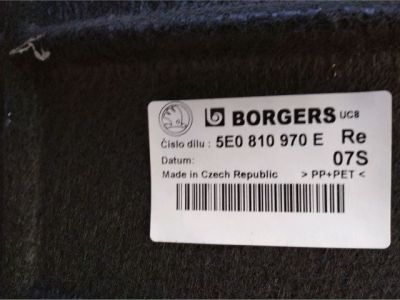 BORGERS UC8
Číslo dílu : 5E0 810 970 E Re
Datum: 07S
Made in Czech Republic > PP+PET <